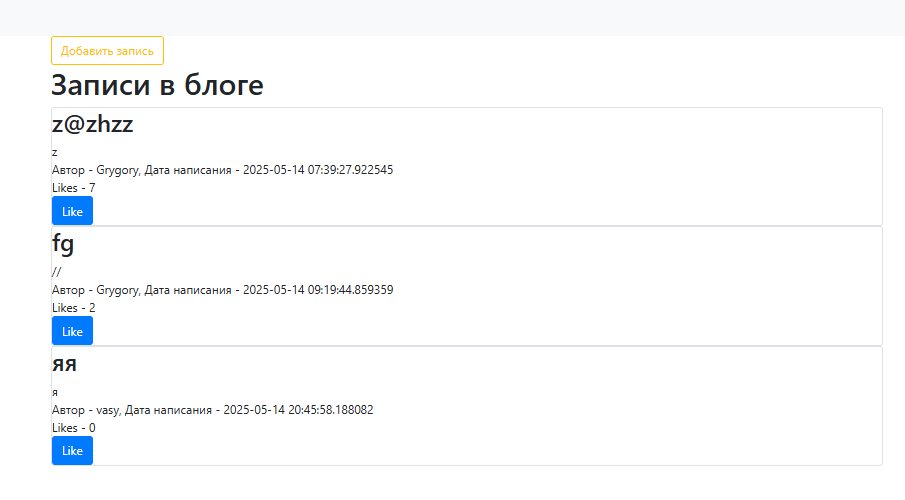 Добавить запись
Записи в блоге
z@zhzz
z
Автор - Grygory, Дата написания - 2025-05-14 07:39:27.922545
Likes - 7
Like
fg
//
Автор - Grygory, Дата написания - 2025-05-14 09:19:44.859359
Likes - 2
Like
яя
я
Автор - vasy, Дата написания - 2025-05-14 20:45:58.188082
Likes - 0
Like